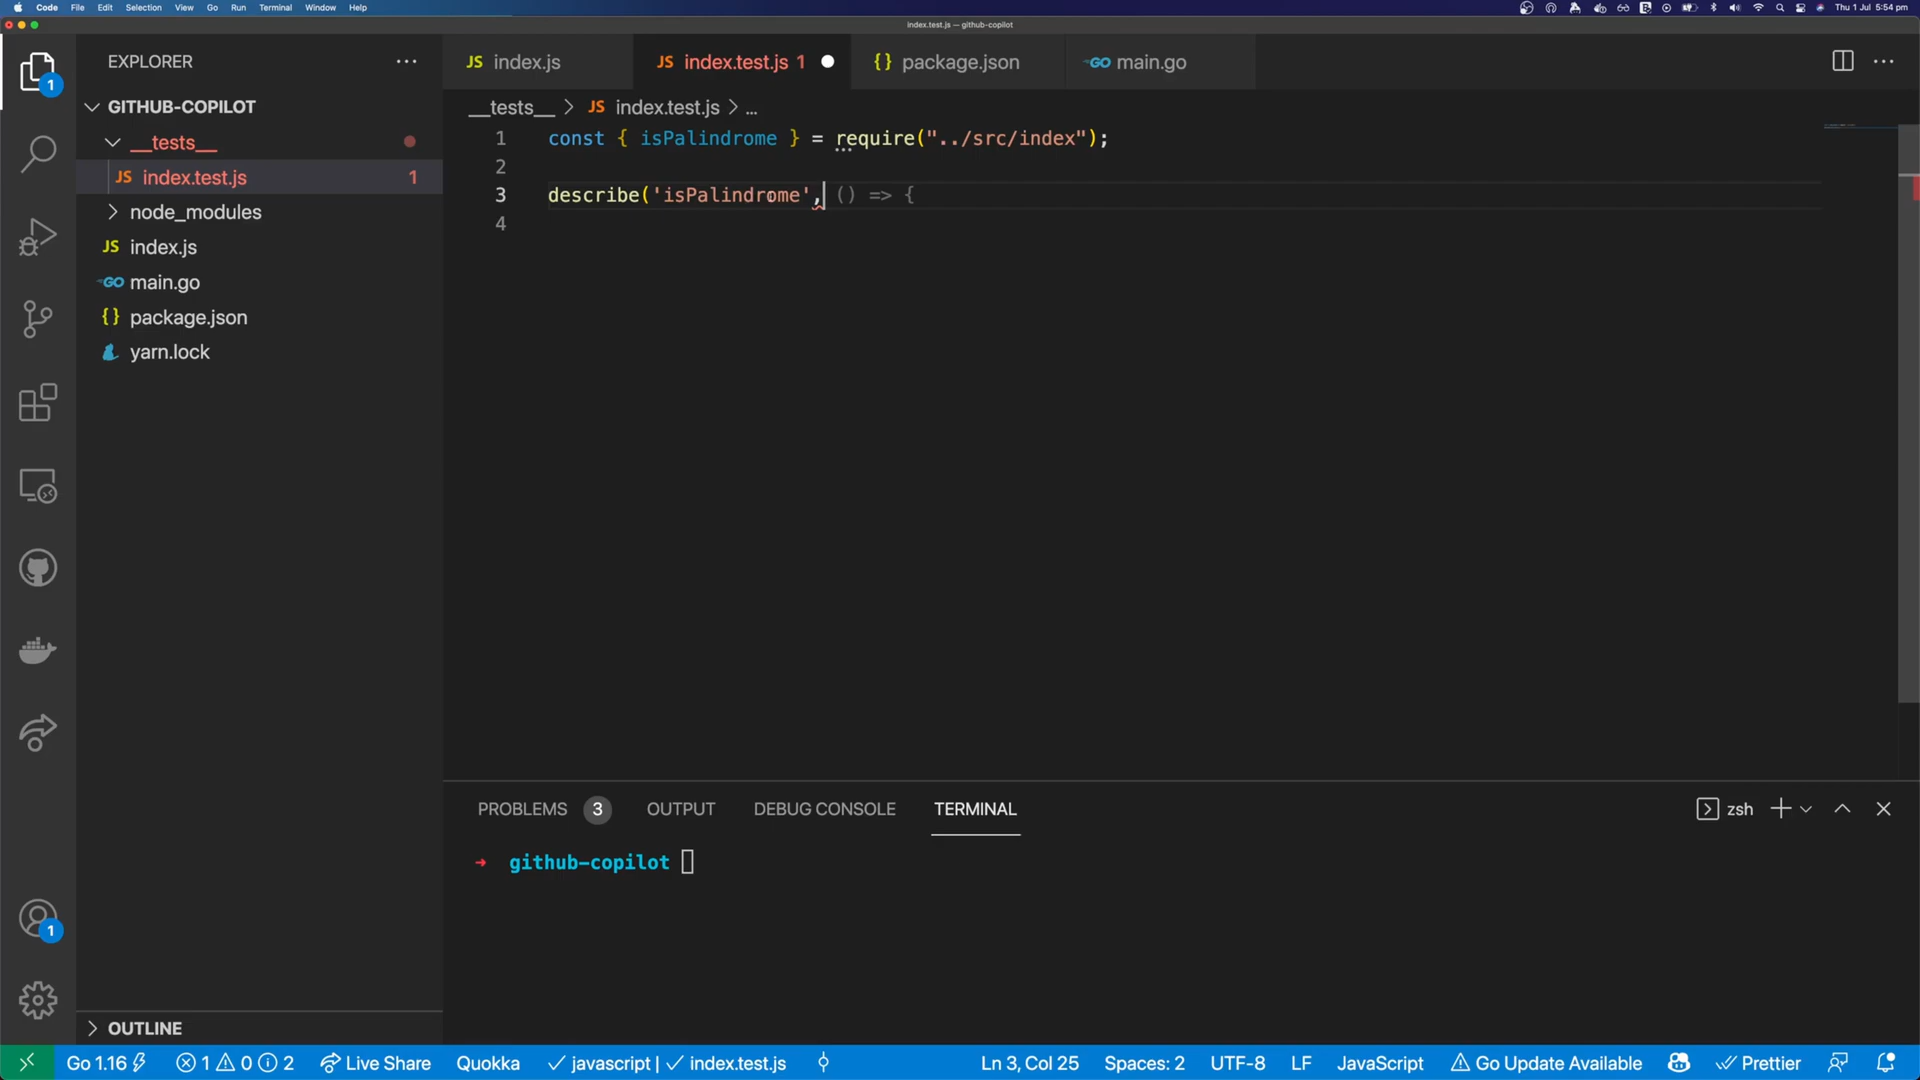 Code File Edit Selection View Go Run Terminal Window Help Thu 1 Jul 5:54 pm
index.test.js — github-copilot
EXPLORER
GITHUB-COPILOT
__tests__
JS index.test.js 1
node_modules
JS index.js
GO main.go
{} package.json
yarn.lock
OUTLINE
1
1
JS index.js JS index.test.js 1 {} package.json GO main.go
__tests__ > JS index.test.js > ...
1 const { isPalindrome } = require("../src/index");
2
3 describe('isPalindrome', () => {
4
PROBLEMS 3 OUTPUT DEBUG CONSOLE TERMINAL zsh
→ github-copilot
Go 1.16 1 0 2 Live Share Quokka javascript | index.test.js Ln 3, Col 25 Spaces: 2 UTF-8 LF JavaScript Go Update Available Prettier